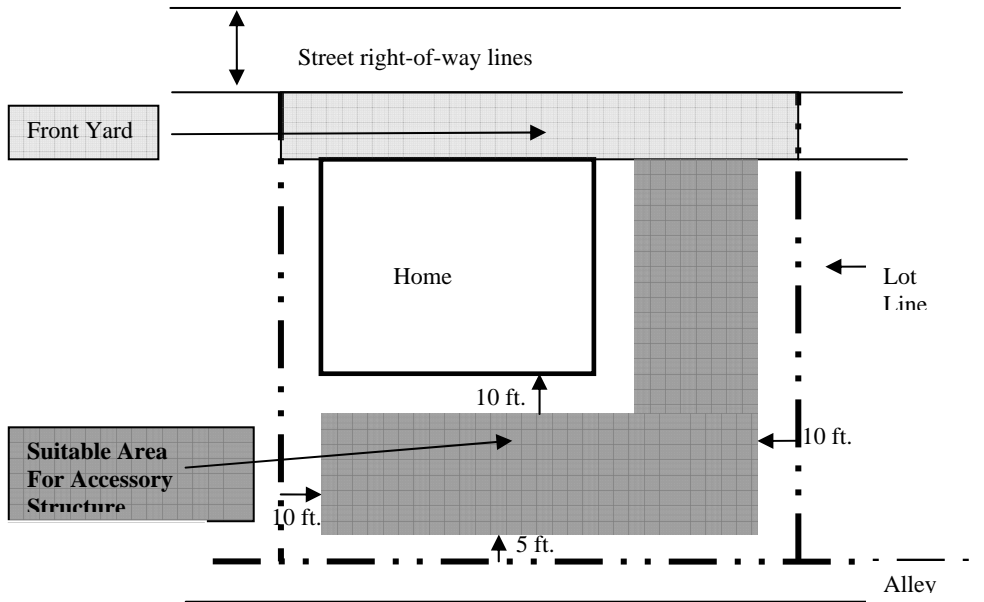 Street right-of-way lines
Front Yard
Home
Lot
Line
10 ft.
10 ft.
Suitable Area
For Accessory
Structure
10 ft.
5 ft.
Alley